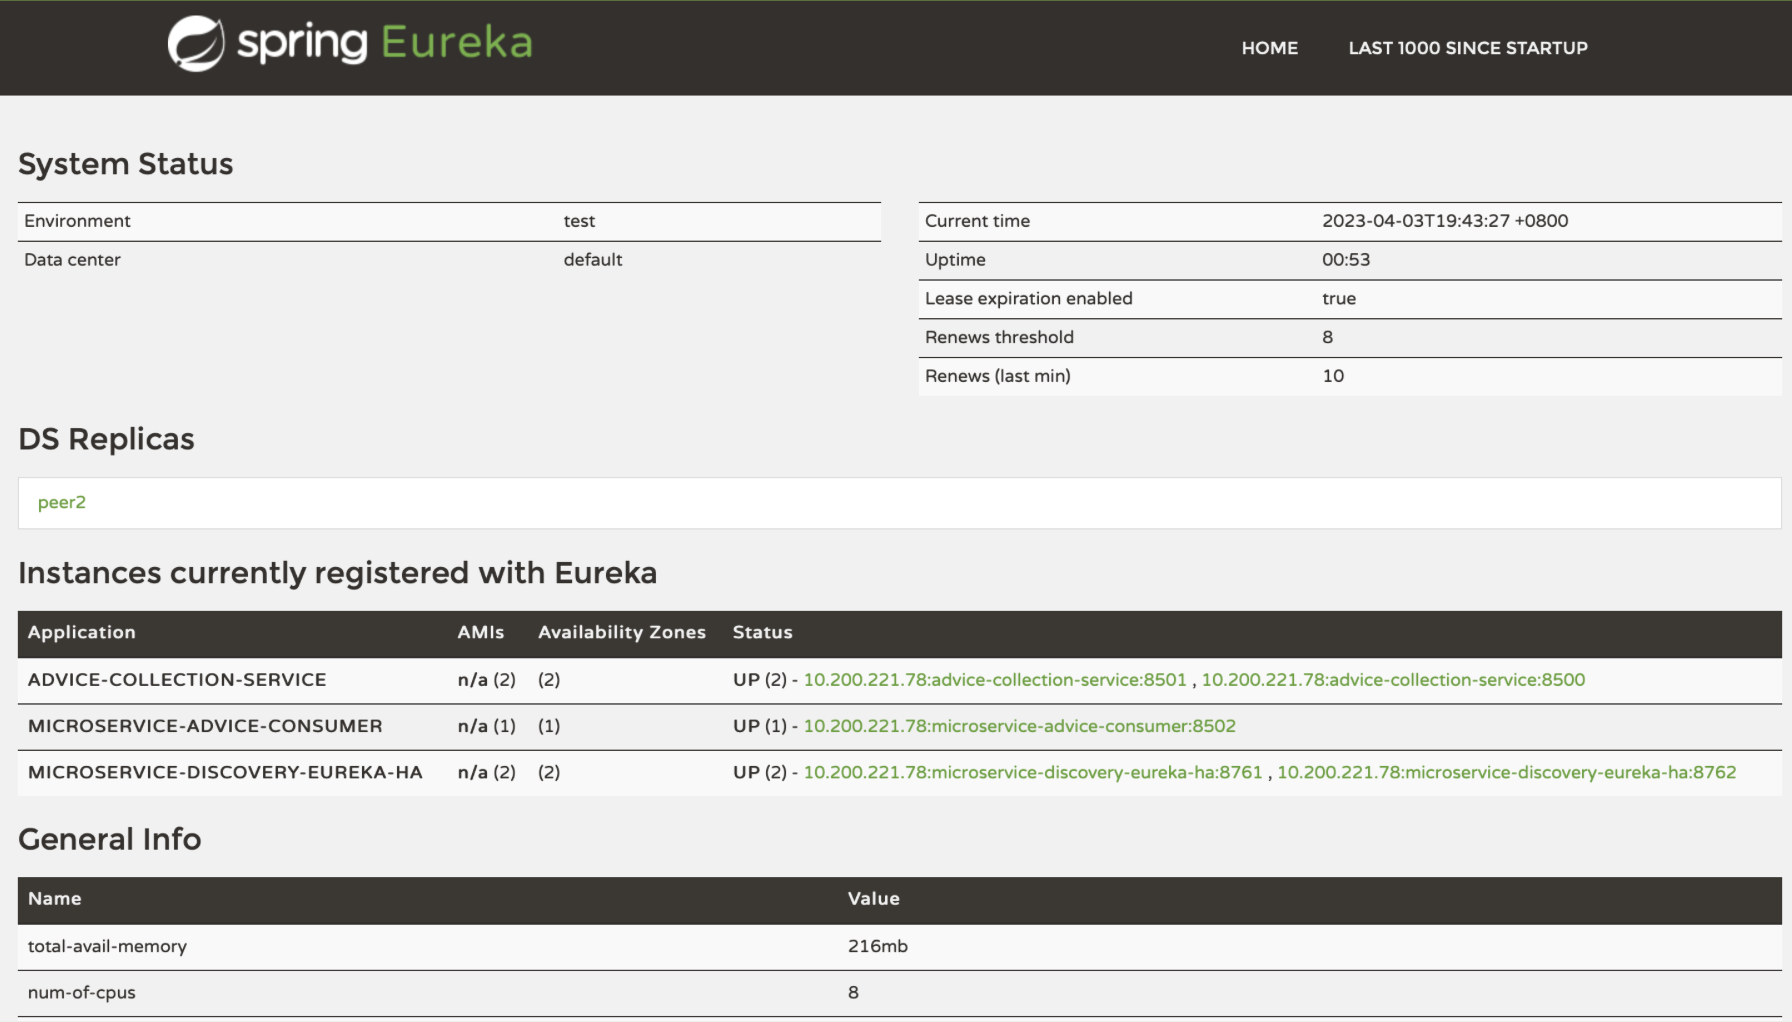 spring Eureka
HOME LAST 1000 SINCE STARTUP
System Status
Environment test
Data center default
Current time 2023-04-03T19:43:27 +0800
Uptime 00:53
Lease expiration enabled true
Renews threshold 8
Renews (last min) 10
DS Replicas
peer2
Instances currently registered with Eureka
Application AMIs Availability Zones Status
ADVICE-COLLECTION-SERVICE n/a (2) (2) UP (2) - 10.200.221.78:advice-collection-service:8501 , 10.200.221.78:advice-collection-service:8500
MICROSERVICE-ADVICE-CONSUMER n/a (1) (1) UP (1) - 10.200.221.78:microservice-advice-consumer:8502
MICROSERVICE-DISCOVERY-EUREKA-HA n/a (2) (2) UP (2) - 10.200.221.78:microservice-discovery-eureka-ha:8761 , 10.200.221.78:microservice-discovery-eureka-ha:8762
General Info
Name Value
total-avail-memory 216mb
num-of-cpus 8